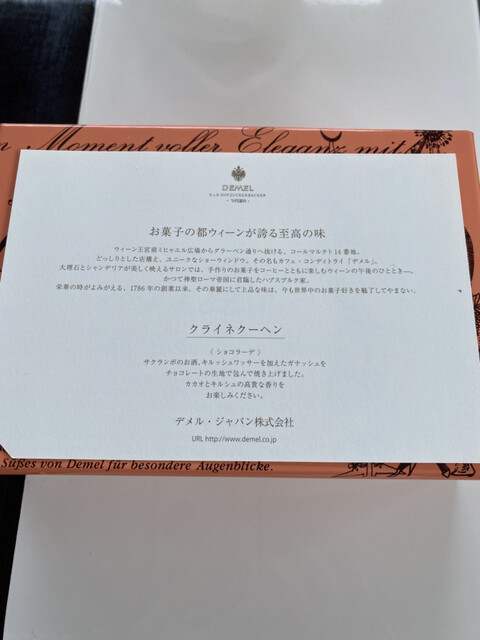 Moment voller Eleganz mit
DEMEL
WIEN
お菓子の都ウィーンが誇る至高の味
ウィーン王宮前ミヒャエル広場からグラーベン通りへ抜ける、コールマルクト14番地。
どっしりとした店構え、ユニークなショーウィンドウ。その名もカフェ・コンディトライ「デメル」。
大理石とシャンデリアが美しく映えるサロンでは、手作りのお菓子をコーヒーとともに楽しむウィーンの午後のひととき―。
かつて神聖ローマ帝国に君臨したハプスブルク家。
栄華の時がよみがえる、1786年の創業以来、その華麗にして上品な味は、今も世界中のお菓子好きを魅了してやまない。
クライネクーヘン
《ショコラーデ》
サクランボのお酒、キルッシュワッサーを加えたガナッシュを
チョコレートの生地で包んで焼き上げました。
カカオとキルシュの高貴な香りを
お楽しみください。
デメル・ジャパン株式会社
URL http://www.demel.co.jp
Süßes von Demel für besondere Augenblicke.